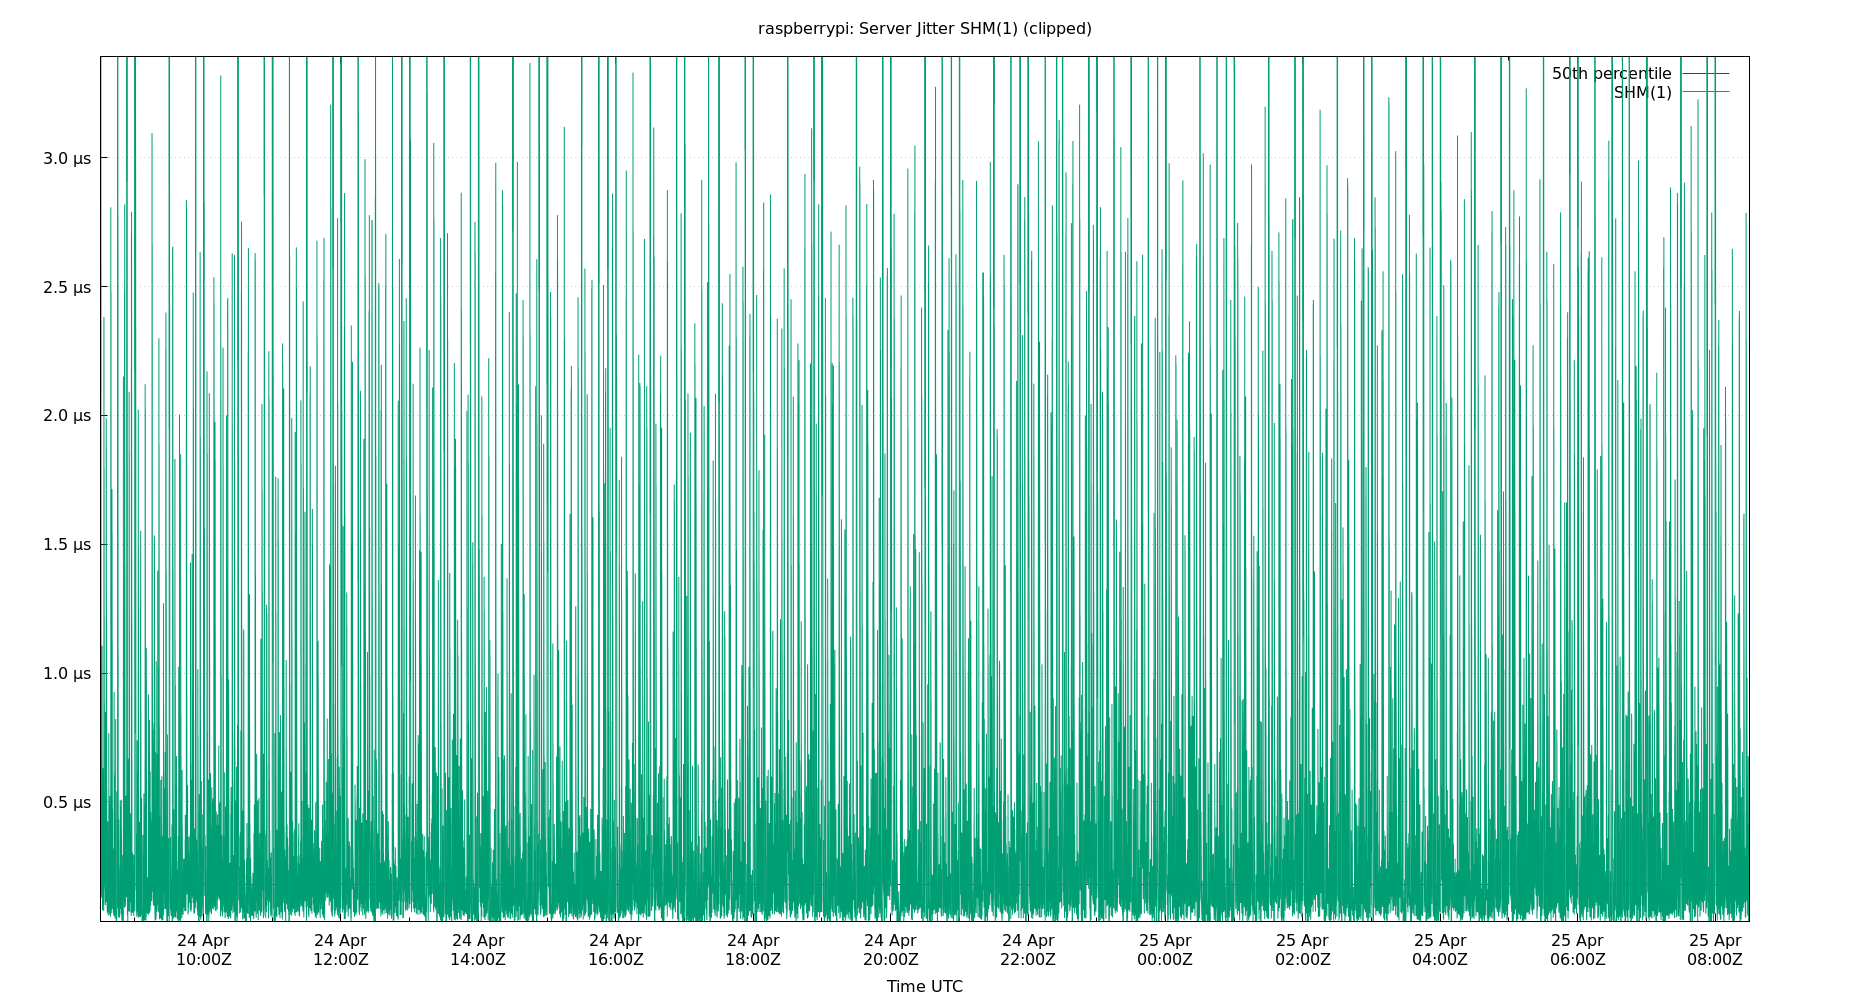 raspberrypi: Server Jitter SHM(1) (clipped)
50th percentile
SHM(1)
3.0 µs
2.5 µs
2.0 µs
1.5 µs
1.0 µs
0.5 µs
24 Apr 24 Apr 24 Apr 24 Apr 24 Apr 24 Apr 24 Apr 25 Apr 25 Apr 25 Apr 25 Apr 25 Apr
10:00Z 12:00Z 14:00Z 16:00Z 18:00Z 20:00Z 22:00Z 00:00Z 02:00Z 04:00Z 06:00Z 08:00Z
Time UTC